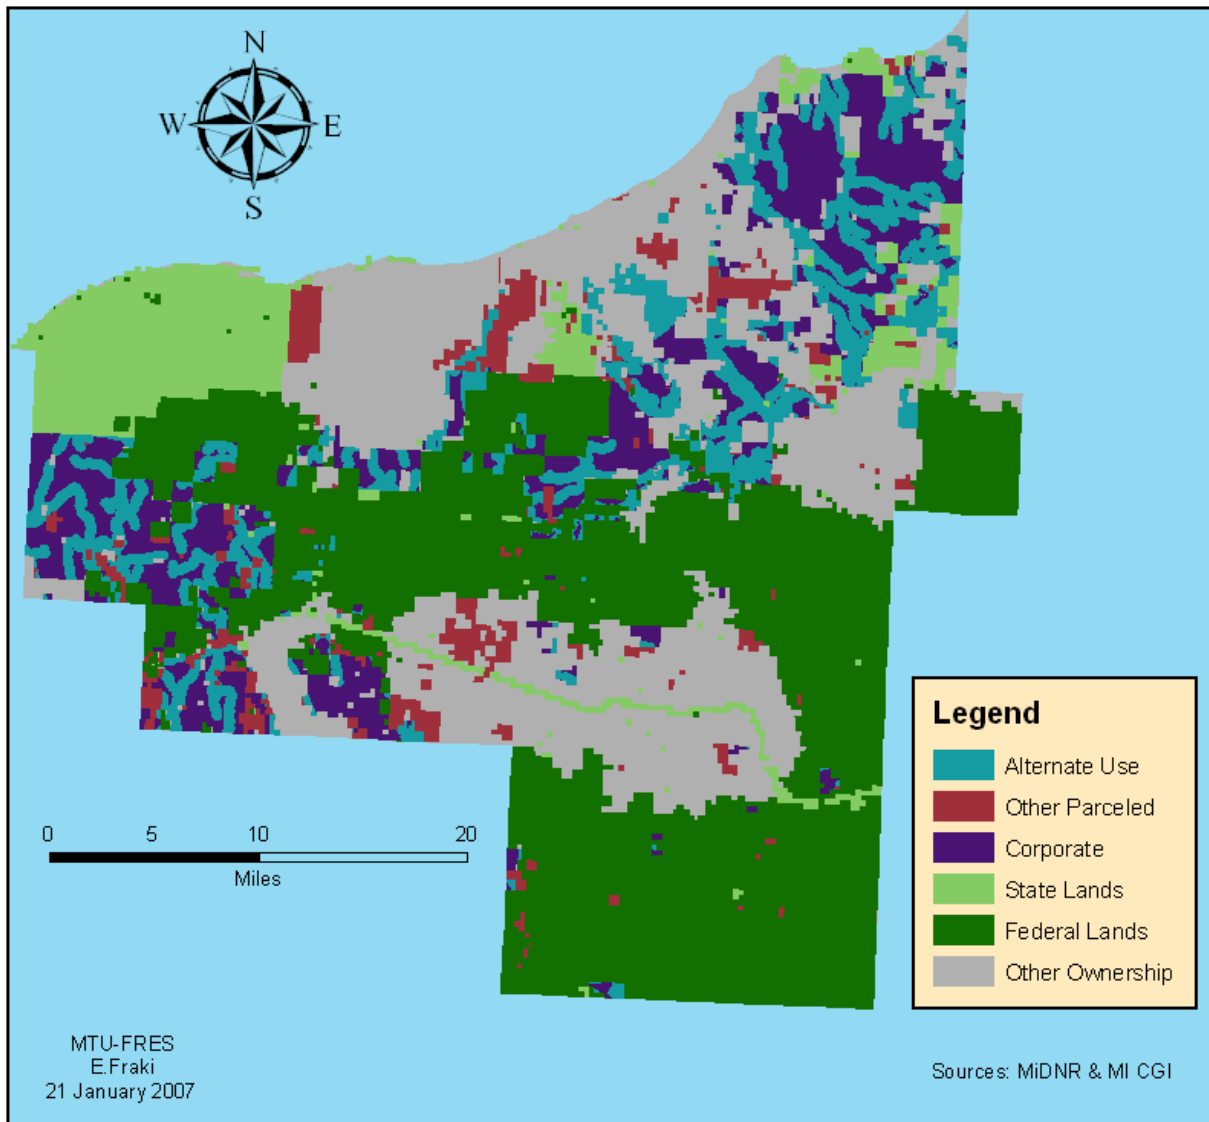 N
W E
S
Legend
Alternate Use
Other Parceled
Corporate
State Lands
Federal Lands
Other Ownership
0 5 10 20
Miles
MTU-FRES
E.Fraki
21 January 2007
Sources: MiDNR & MI CGI